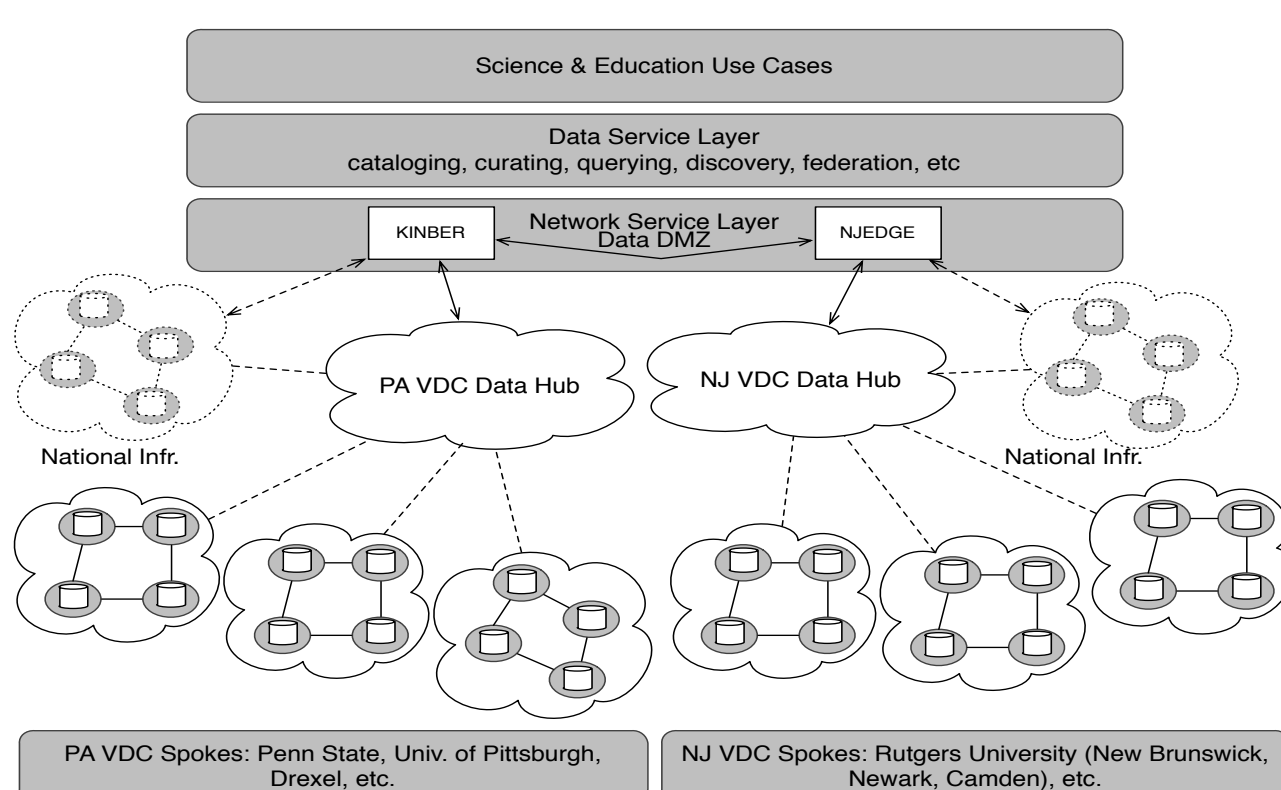 Science & Education Use Cases
Data Service Layer
cataloging, curating, querying, discovery, federation, etc
Network Service Layer
Data DMZ
KINBER
NJEDGE
PA VDC Data Hub
NJ VDC Data Hub
National Infr.
National Infr.
PA VDC Spokes: Penn State, Univ. of Pittsburgh,
Drexel, etc.
NJ VDC Spokes: Rutgers University (New Brunswick,
Newark, Camden), etc.